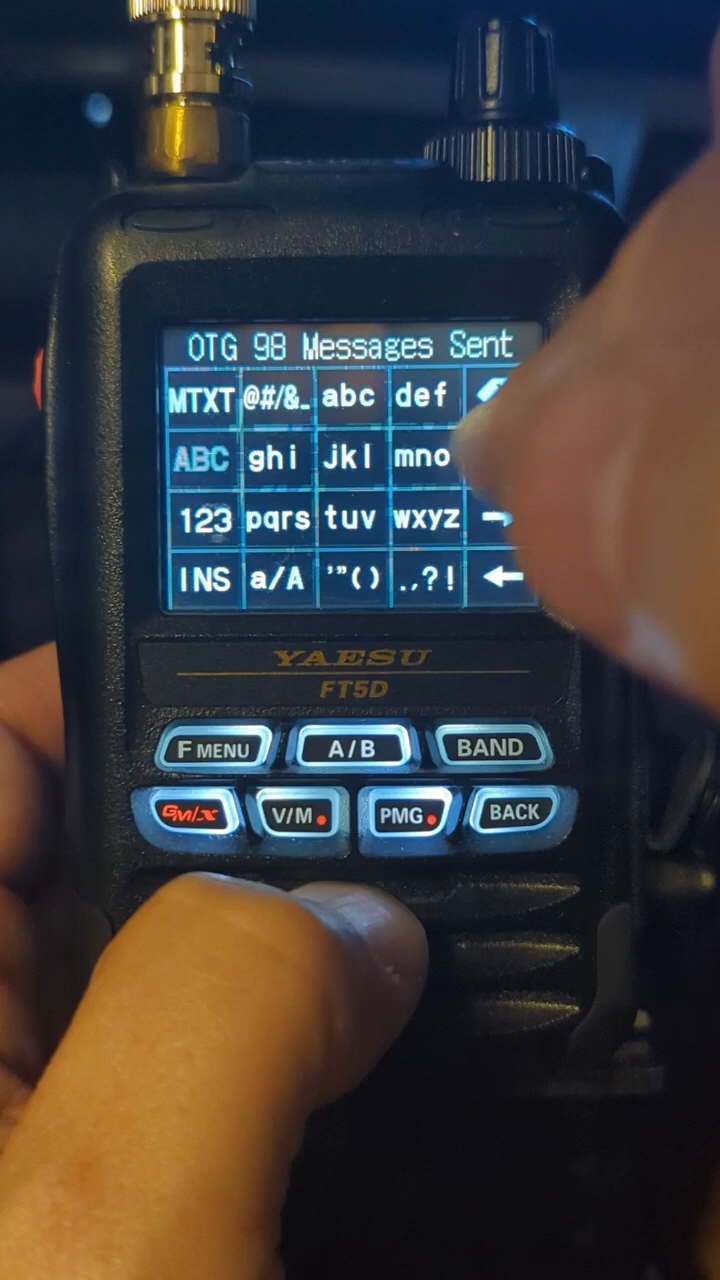 OTG 98 Messages Sent
MTXT @#/&_ abc def
ABC ghi jkl mno
123 pqrs tuv wxyz →
INS a/A '"() .,?! ←
YAESU
FT5D
F MENU A/B BAND
GM/X V/M PMG BACK